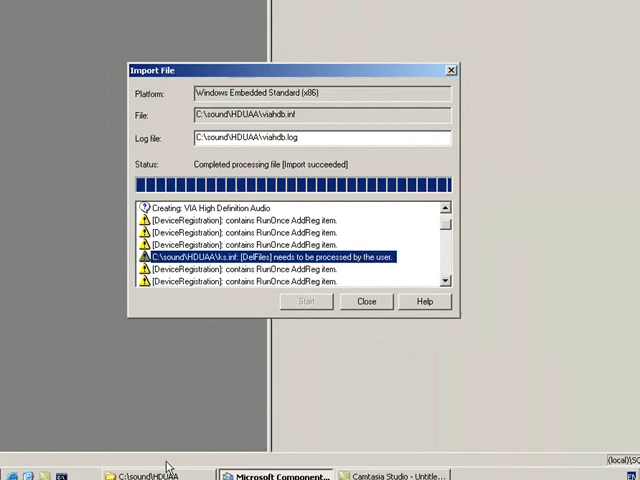 Import File
Platform: Windows Embedded Standard (x86)
File: C:\sound\HDUAA\viahdb.inf
Log file: C:\sound\HDUAA\viahdb.log
Status: Completed processing file [Import succeeded]
Creating: VIA High Definition Audio
[DeviceRegistration]: contains RunOnce AddReg item.
[DeviceRegistration]: contains RunOnce AddReg item.
[DeviceRegistration]: contains RunOnce AddReg item.
C:\sound\HDUAA\ks.inf: [DelFiles] needs to be processed by the user.
[DeviceRegistration]: contains RunOnce AddReg item.
[DeviceRegistration]: contains RunOnce AddReg item.
Start Close Help
(local)\SQ
C:\sound\HDUAA Microsoft Component... Camtasia Studio - Untitle... EN